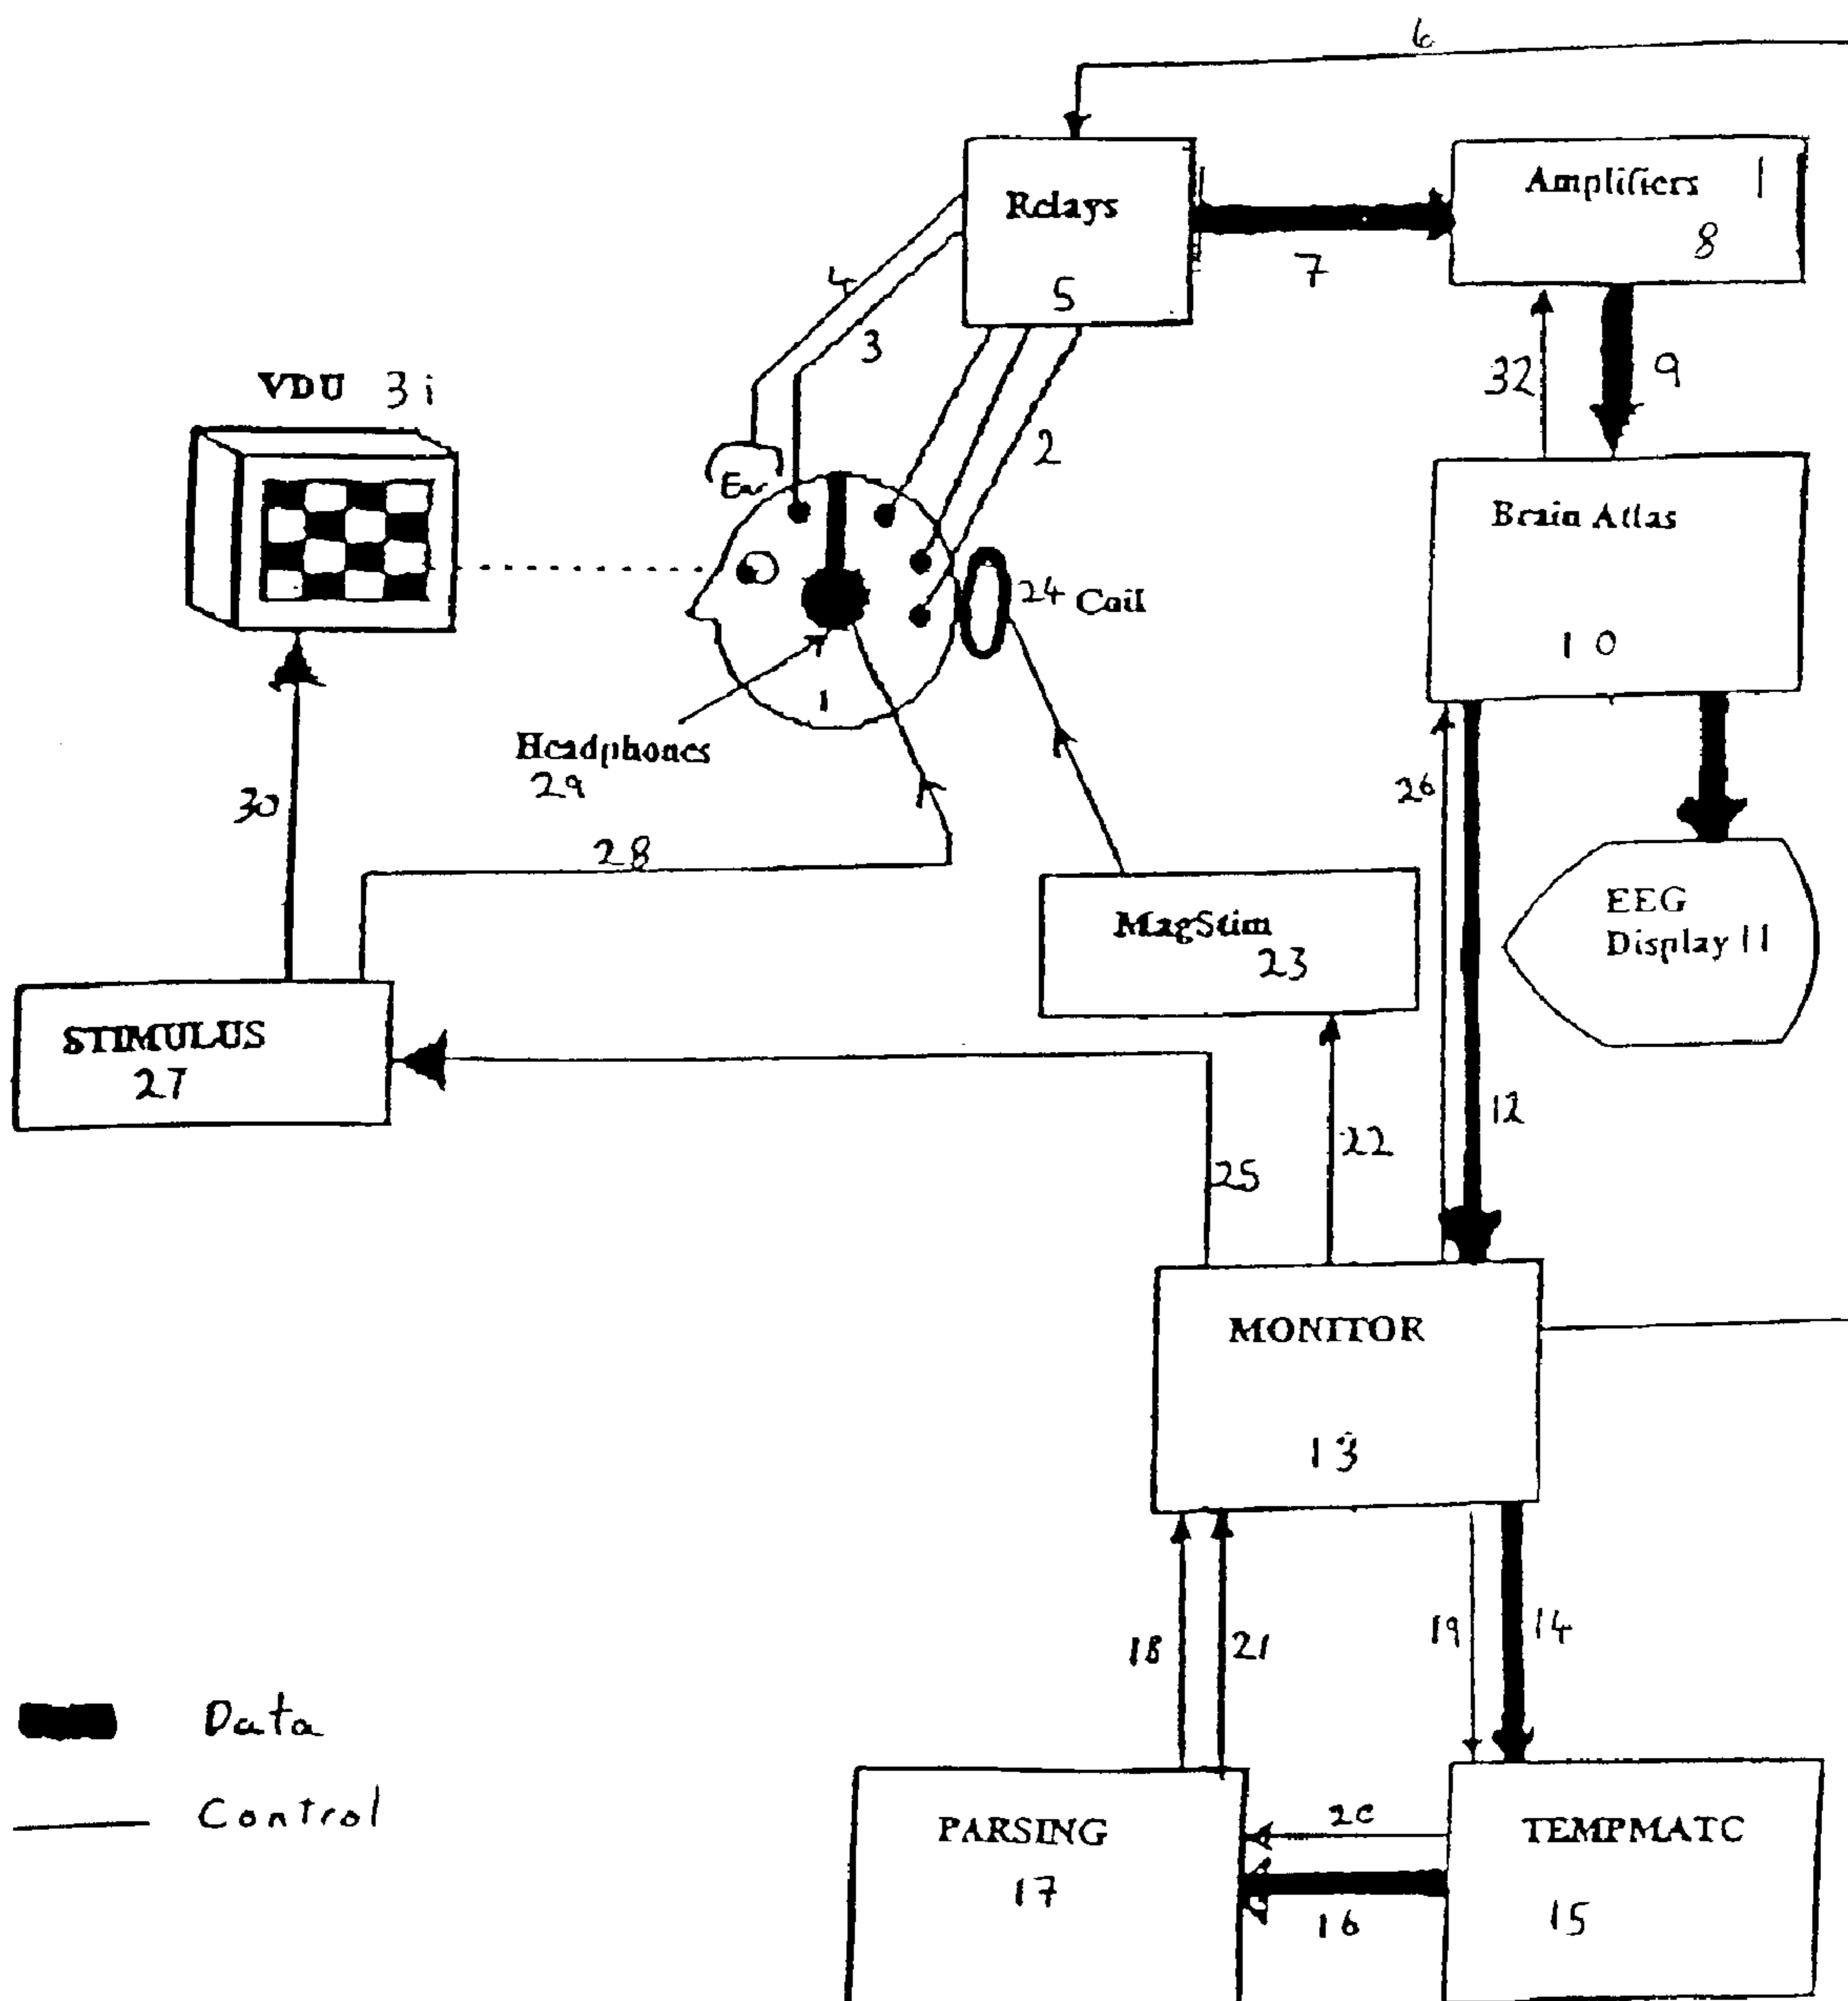 6
Relays
5
7
Amplifiers 1
8
4
3
2
32
9
VDU 3i
Ear
Brain Atlas
10
24 Coil
1
Headphones
29
30
28
26
12
MagStim
23
EEG
Display 11
STIMULUS
27
25
22
MONITOR
13
18
21
19
14
Data
Control
PARSING
17
20
16
TEMPMATC
15